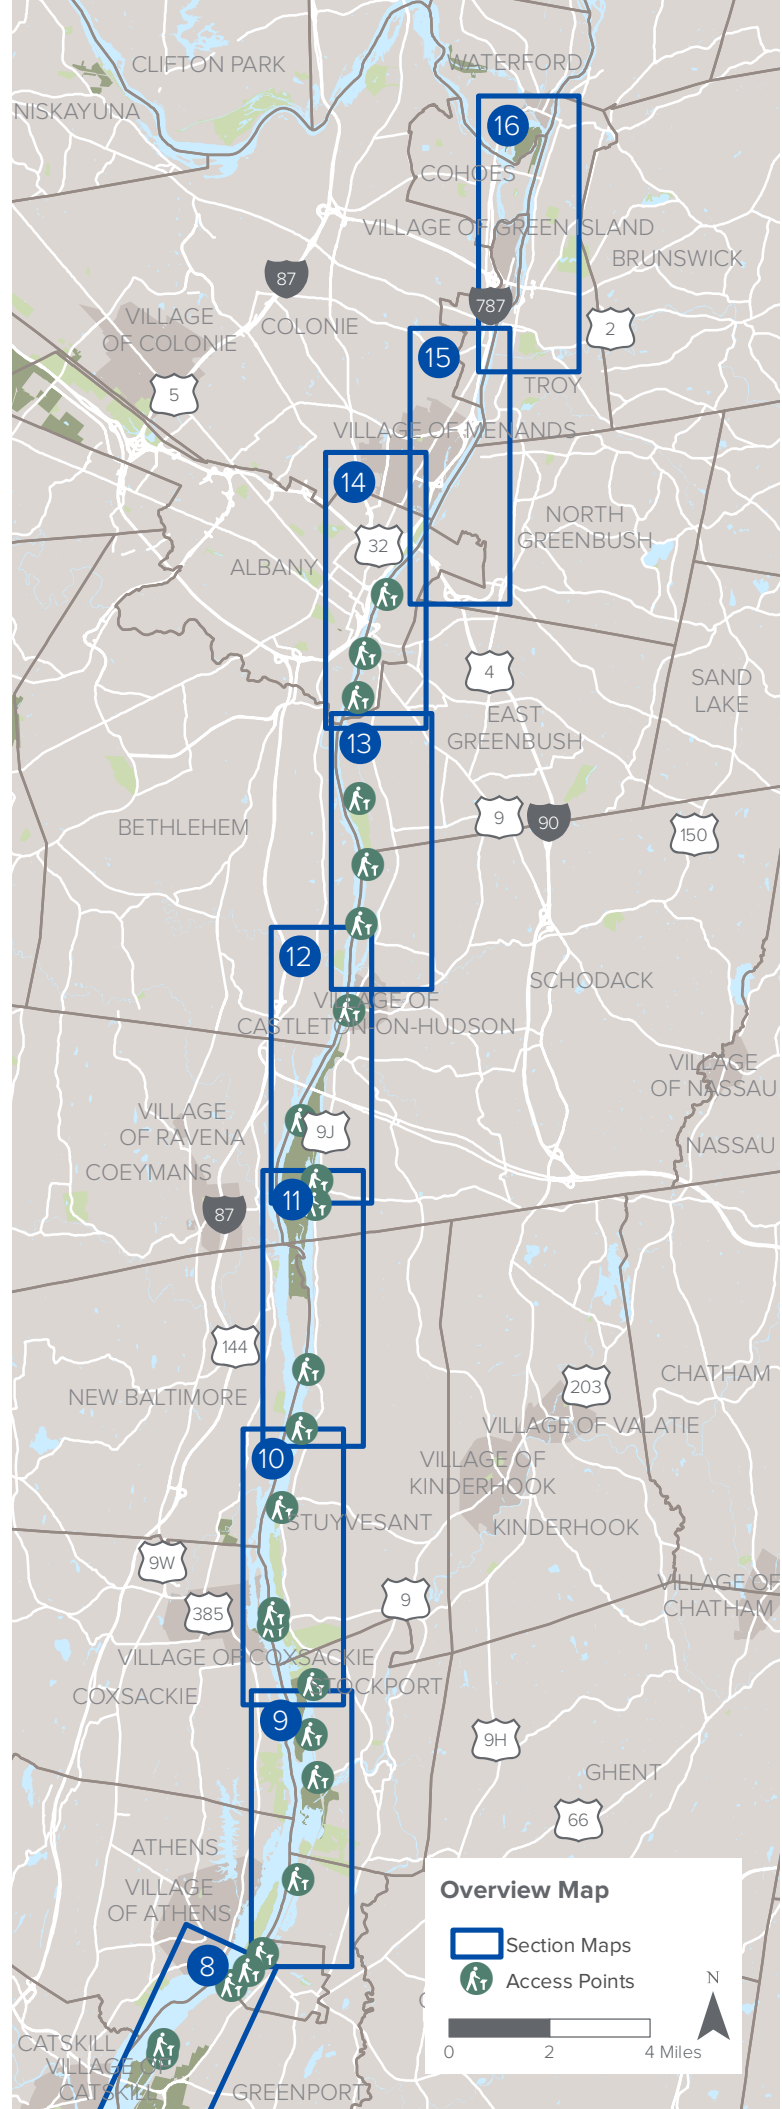 CLIFTON PARK
WATERFORD
NISKAYUNA
16
COHOES
VILLAGE OF GREEN ISLAND
BRUNSWICK
87
787
VILLAGE
OF COLONIE
COLONIE
2
15
5
TROY
VILLAGE OF MENANDS
14
NORTH
GREENBUSH
32
ALBANY
4
SAND
LAKE
EAST
GREENBUSH
13
9
90
150
BETHLEHEM
12
SCHODACK
VILLAGE OF
CASTLETON-ON-HUDSON
VILLAGE
OF NASSAU
VILLAGE
OF RAVENA
9J
NASSAU
COEYMANS
11
87
144
CHATHAM
203
NEW BALTIMORE
VILLAGE OF VALATIE
10
VILLAGE OF
KINDERHOOK
STUYVESANT
KINDERHOOK
9W
VILLAGE OF
CHATHAM
385
9
VILLAGE OF COXSACKIE
STOCKPORT
COXSACKIE
9
9H
GHENT
66
ATHENS
VILLAGE
OF ATHENS
8
CATSKILL
VILLAGE OF
CATSKILL
GREENPORT
Overview Map
Section Maps
Access Points
N
0 2 4 Miles